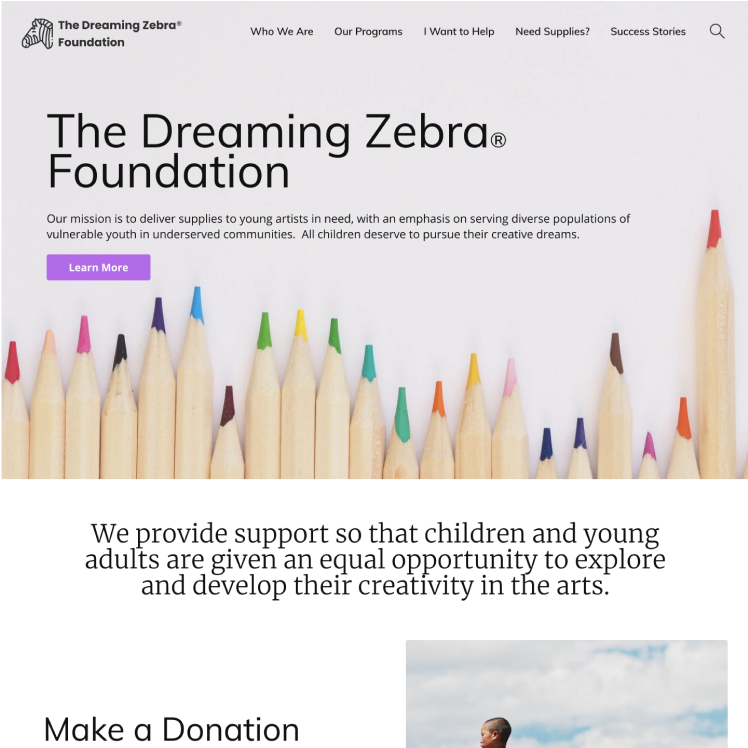 The Dreaming Zebra®
Foundation
Who We Are
Our Programs
I Want to Help
Need Supplies?
Success Stories
The Dreaming Zebra®
Foundation
Our mission is to deliver supplies to young artists in need, with an emphasis on serving diverse populations of
vulnerable youth in underserved communities.  All children deserve to pursue their creative dreams.
Learn More
We provide support so that children and young
adults are given an equal opportunity to explore
and develop their creativity in the arts.
Make a Donation